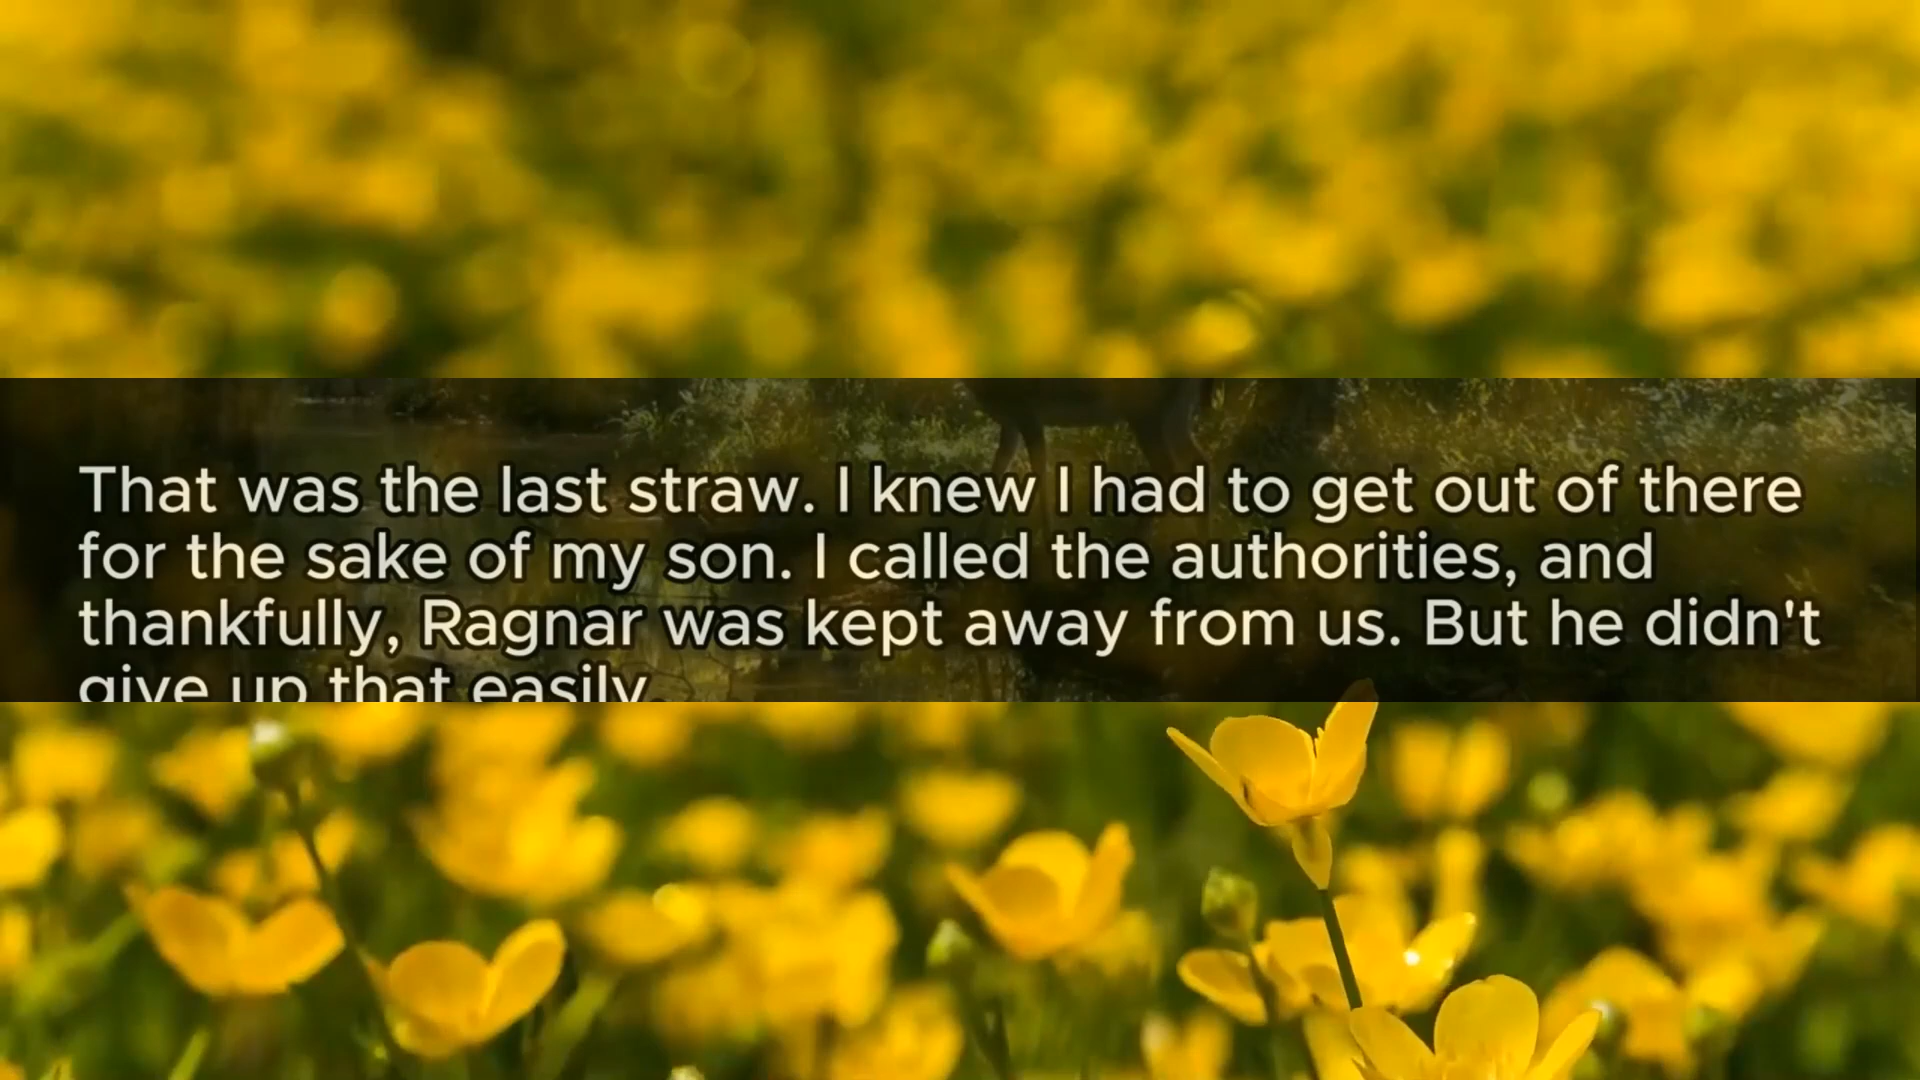 That was the last straw. I knew I had to get out of there
for the sake of my son. I called the authorities, and
thankfully, Ragnar was kept away from us. But he didn't
give up that easily.